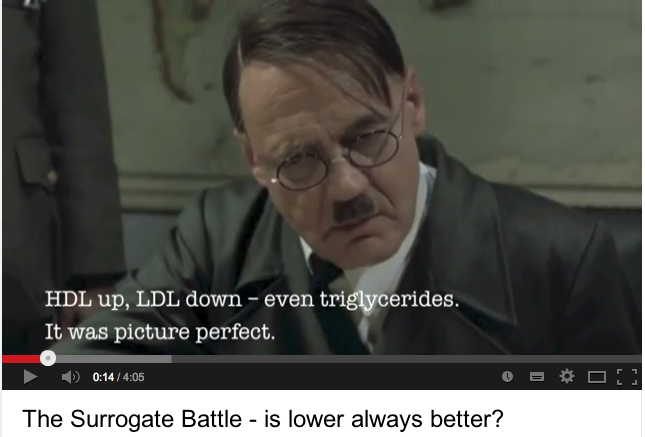 HDL up, LDL down – even triglycerides.
It was picture perfect.
0:14 / 4:05
The Surrogate Battle - is lower always better?